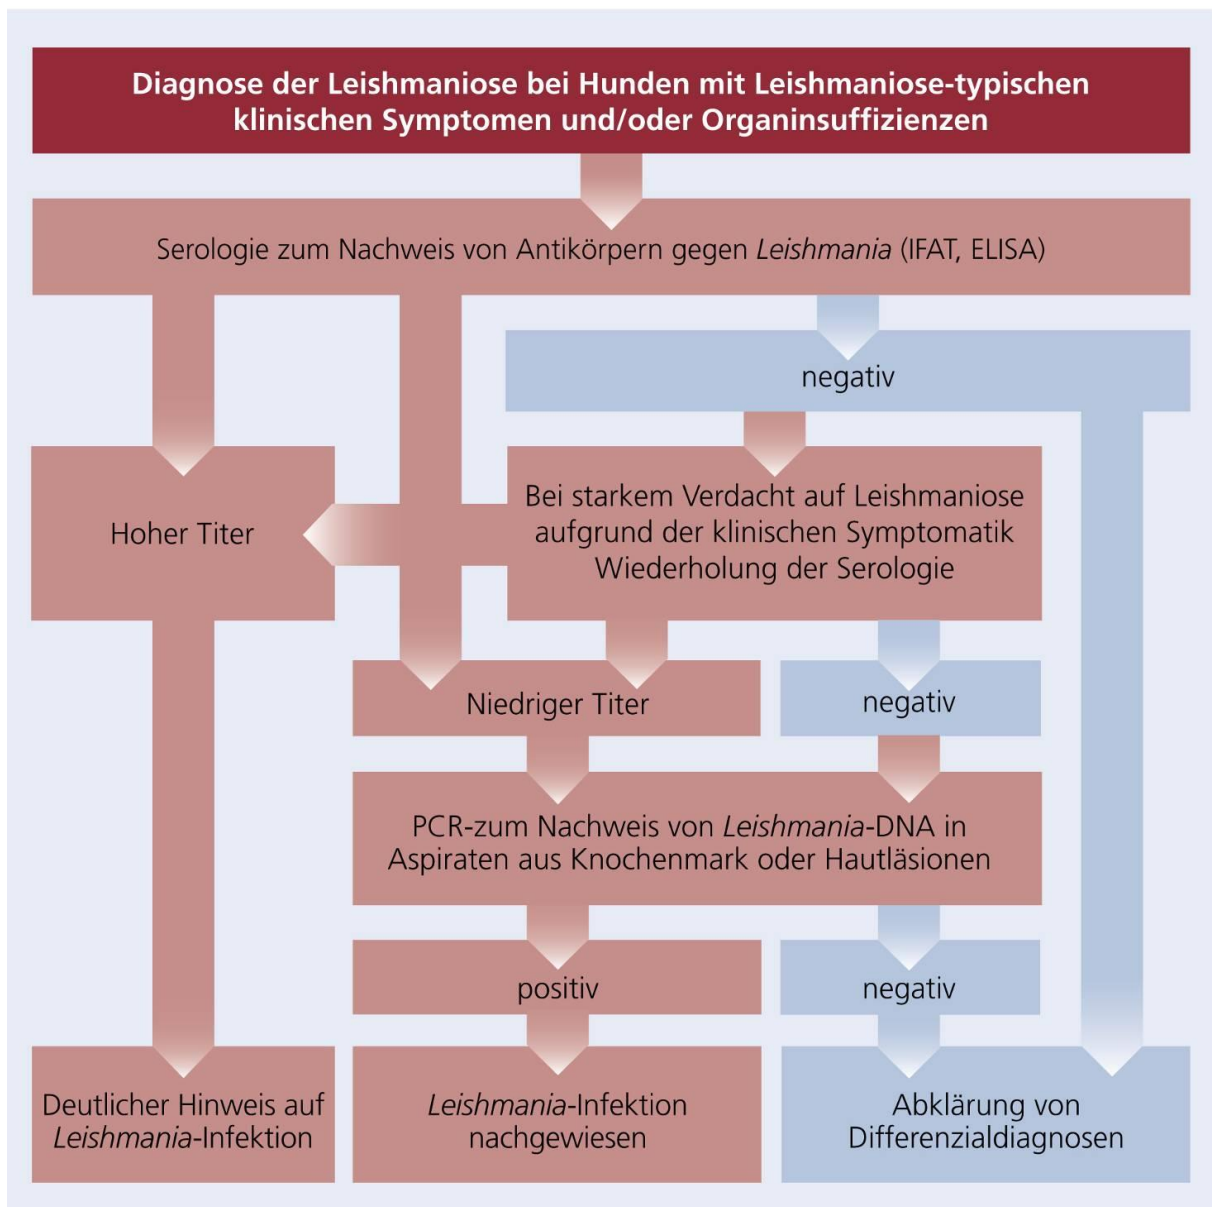 Diagnose der Leishmaniose bei Hunden mit Leishmaniose-typischen
klinischen Symptomen und/oder Organinsuffizienzen
Serologie zum Nachweis von Antikörpern gegen Leishmania (IFAT, ELISA)
negativ
Bei starkem Verdacht auf Leishmaniose
aufgrund der klinischen Symptomatik
Wiederholung der Serologie
Hoher Titer
Niedriger Titer
negativ
PCR-zum Nachweis von Leishmania-DNA in
Aspiraten aus Knochenmark oder Hautläsionen
positiv
negativ
Deutlicher Hinweis auf
Leishmania-Infektion
Leishmania-Infektion
nachgewiesen
Abklärung von
Differenzialdiagnosen